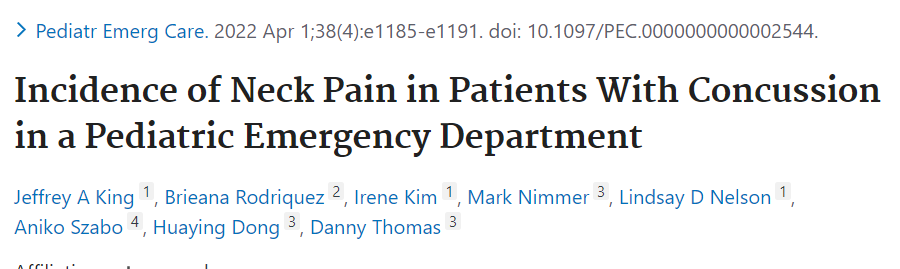 Pediatr Emerg Care. 2022 Apr 1;38(4):e1185-e1191. doi: 10.1097/PEC.0000000000002544.
Incidence of Neck Pain in Patients With Concussion
in a Pediatric Emergency Department
Jeffrey A King 1, Brieana Rodriquez 2, Irene Kim 1, Mark Nimmer 3, Lindsay D Nelson 1,
Aniko Szabo 4, Huaying Dong 3, Danny Thomas 3